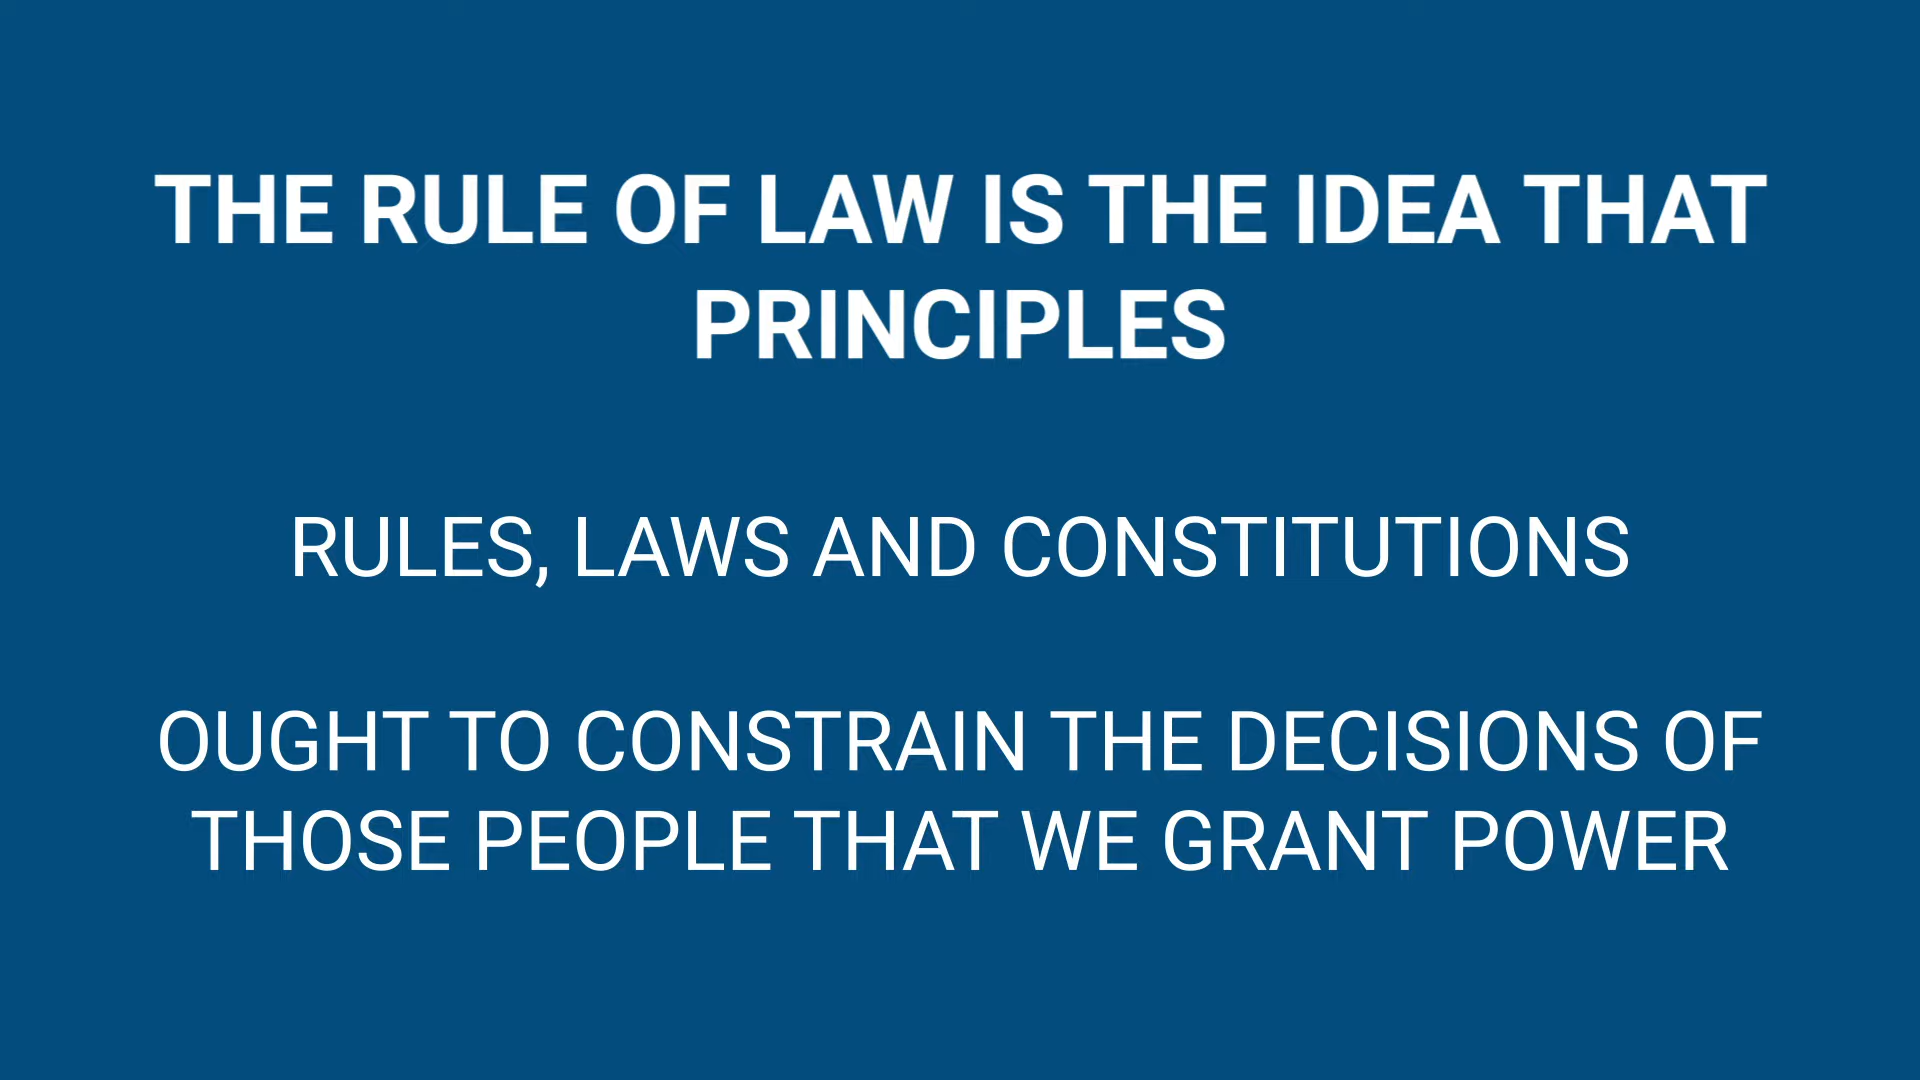 THE RULE OF LAW IS THE IDEA THAT
PRINCIPLES
RULES, LAWS AND CONSTITUTIONS
OUGHT TO CONSTRAIN THE DECISIONS OF
THOSE PEOPLE THAT WE GRANT POWER